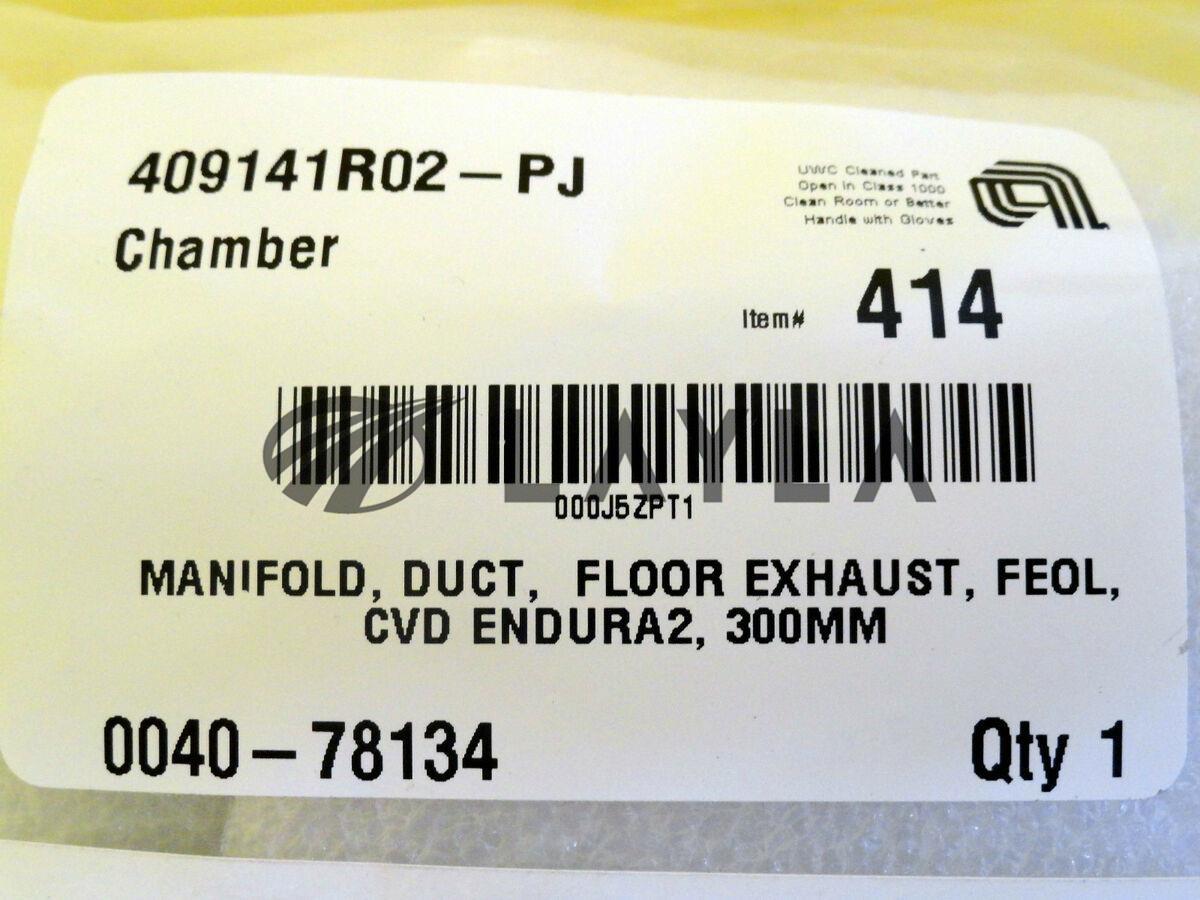 409141R02-PJ
Chamber
UWC Cleaned Part
Open in Class 1000
Clean Room or Better
Handle with Gloves
Item# 414
LAYLA
000J5ZPT1
MANIFOLD, DUCT, FLOOR EXHAUST, FEOL,
CVD ENDURA2, 300MM
0040-78134
Qty 1